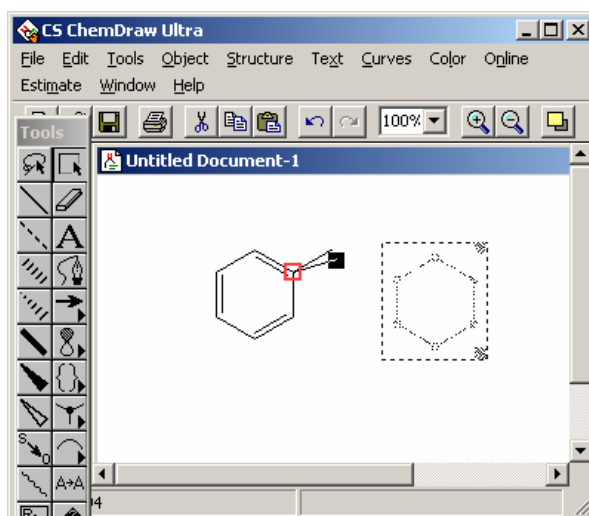 CS ChemDraw Ultra
File Edit Tools Object Structure Text Curves Color Online
Estimate Window Help
Tools
100%
Untitled Document-1
A
S
O
A→A